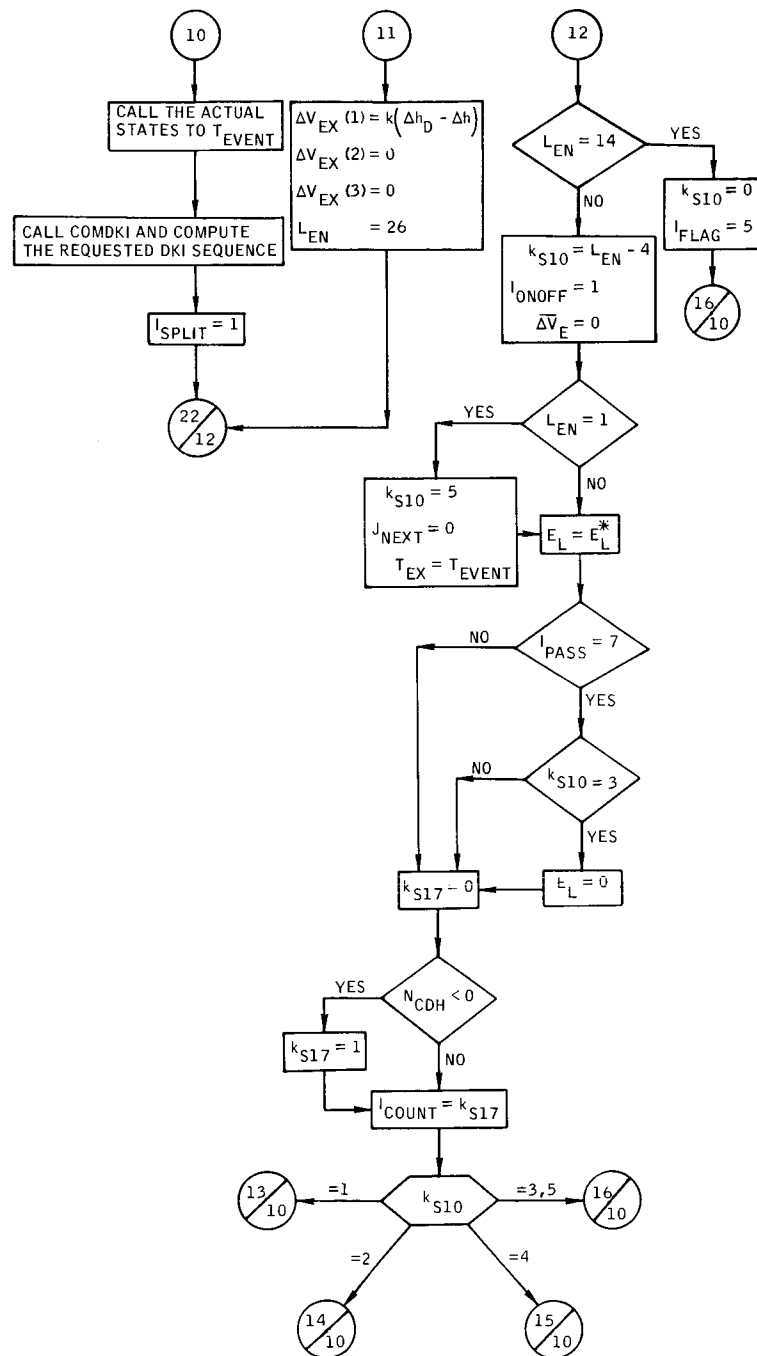 10
CALL THE ACTUAL
STATES TO T_EVENT
CALL COMDKI AND COMPUTE
THE REQUESTED DKI SEQUENCE
I_SPLIT = 1
22/12
11
ΔV_EX (1) = k(Δh_D - Δh)
ΔV_EX (2) = 0
ΔV_EX (3) = 0
L_EN = 26
12
L_EN = 14
YES
k_S10 = 0
I_FLAG = 5
16/10
NO
k_S10 = L_EN - 4
I_ONOFF = 1
ΔV̅_E = 0
L_EN = 1
YES
k_S10 = 5
J_NEXT = 0
T_EX = T_EVENT
NO
E_L = E_L^*
I_PASS = 7
NO
YES
k_S10 = 3
NO
YES
E_L = 0
k_S17 = 0
N_CDH < 0
YES
k_S17 = 1
NO
I_COUNT = k_S17
k_S10
=1
13/10
=3,5
16/10
=2
14/10
=4
15/10